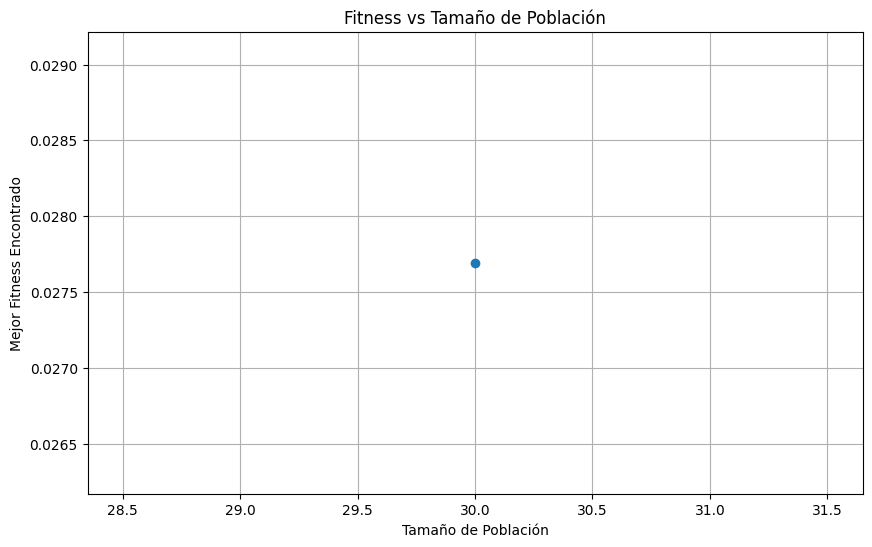 Fitness vs Tamaño de Población
Mejor Fitness Encontrado
0.0290
0.0285
0.0280
0.0275
0.0270
0.0265
28.5 29.0 29.5 30.0 30.5 31.0 31.5
Tamaño de Población